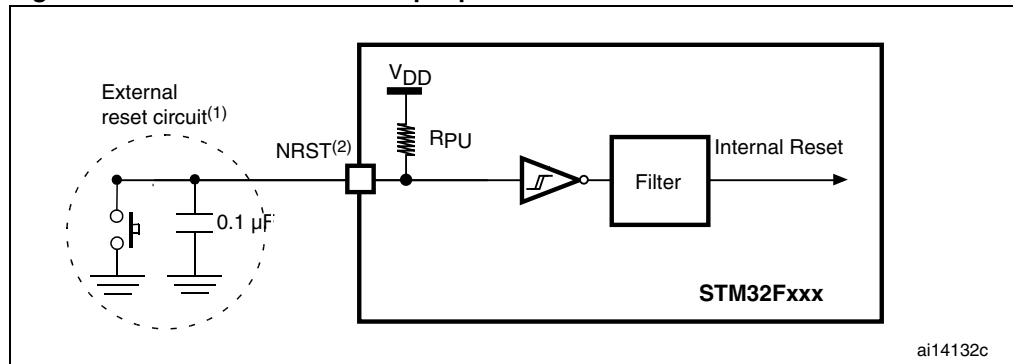 External
reset circuit(1)
VDD
RPU
NRST(2)
0.1 µF
Filter
Internal Reset
STM32Fxxx
ai14132c